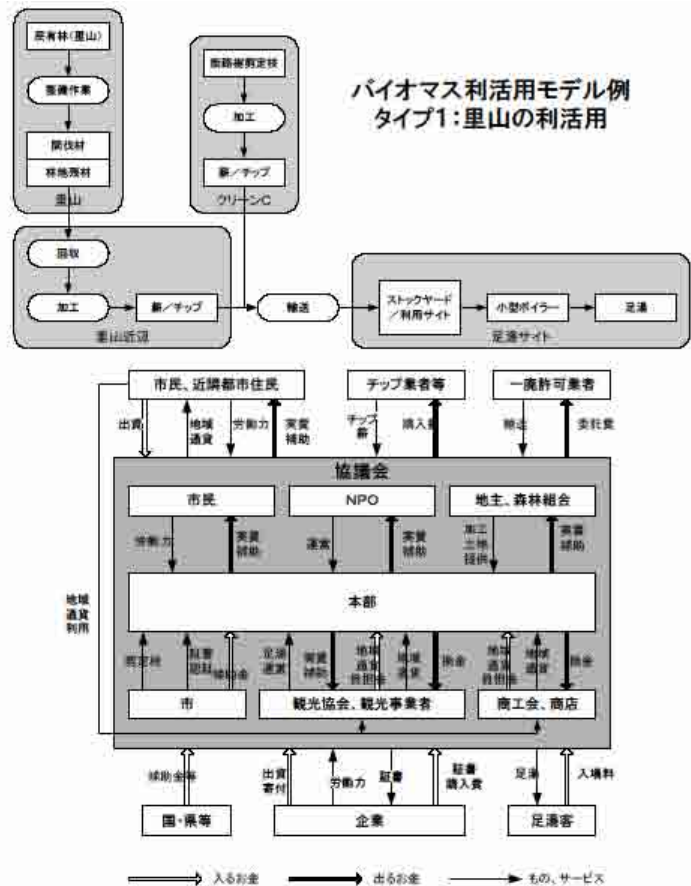 バイオマス利活用モデル例
タイプ1:里山の利活用
民有林(里山)
整備作業
間伐材
林地残材
里山
街路樹剪定枝
加工
薪/チップ
クリーンC
回収
加工
薪/チップ
里山近辺
輸送
ストックヤード
/利用サイト
小型ボイラー
足湯
足湯サイト
市民、近隣都市住民
チップ業者等
一廃許可業者
出資
地域
通貨
労働力
実費
補助
チップ
薪
購入費
輸送
委託費
協議会
市民
NPO
地主、森林組合
労働力
実費
補助
運営
実費
補助
加工
土地
提供
実費
補助
本部
地域
通貨
利用
剪定枝
証書
認証
補助金
足湯
運営
実費
補助
地域
通貨
負担金
地域
通貨
換金
地域
通貨
負担金
地域
通貨
換金
市
観光協会、観光事業者
商工会、商店
補助金等
出資
寄付
労働力
証書
証書
購入費
足湯
入場料
国・県等
企業
足湯客
入るお金
出るお金
もの、サービス